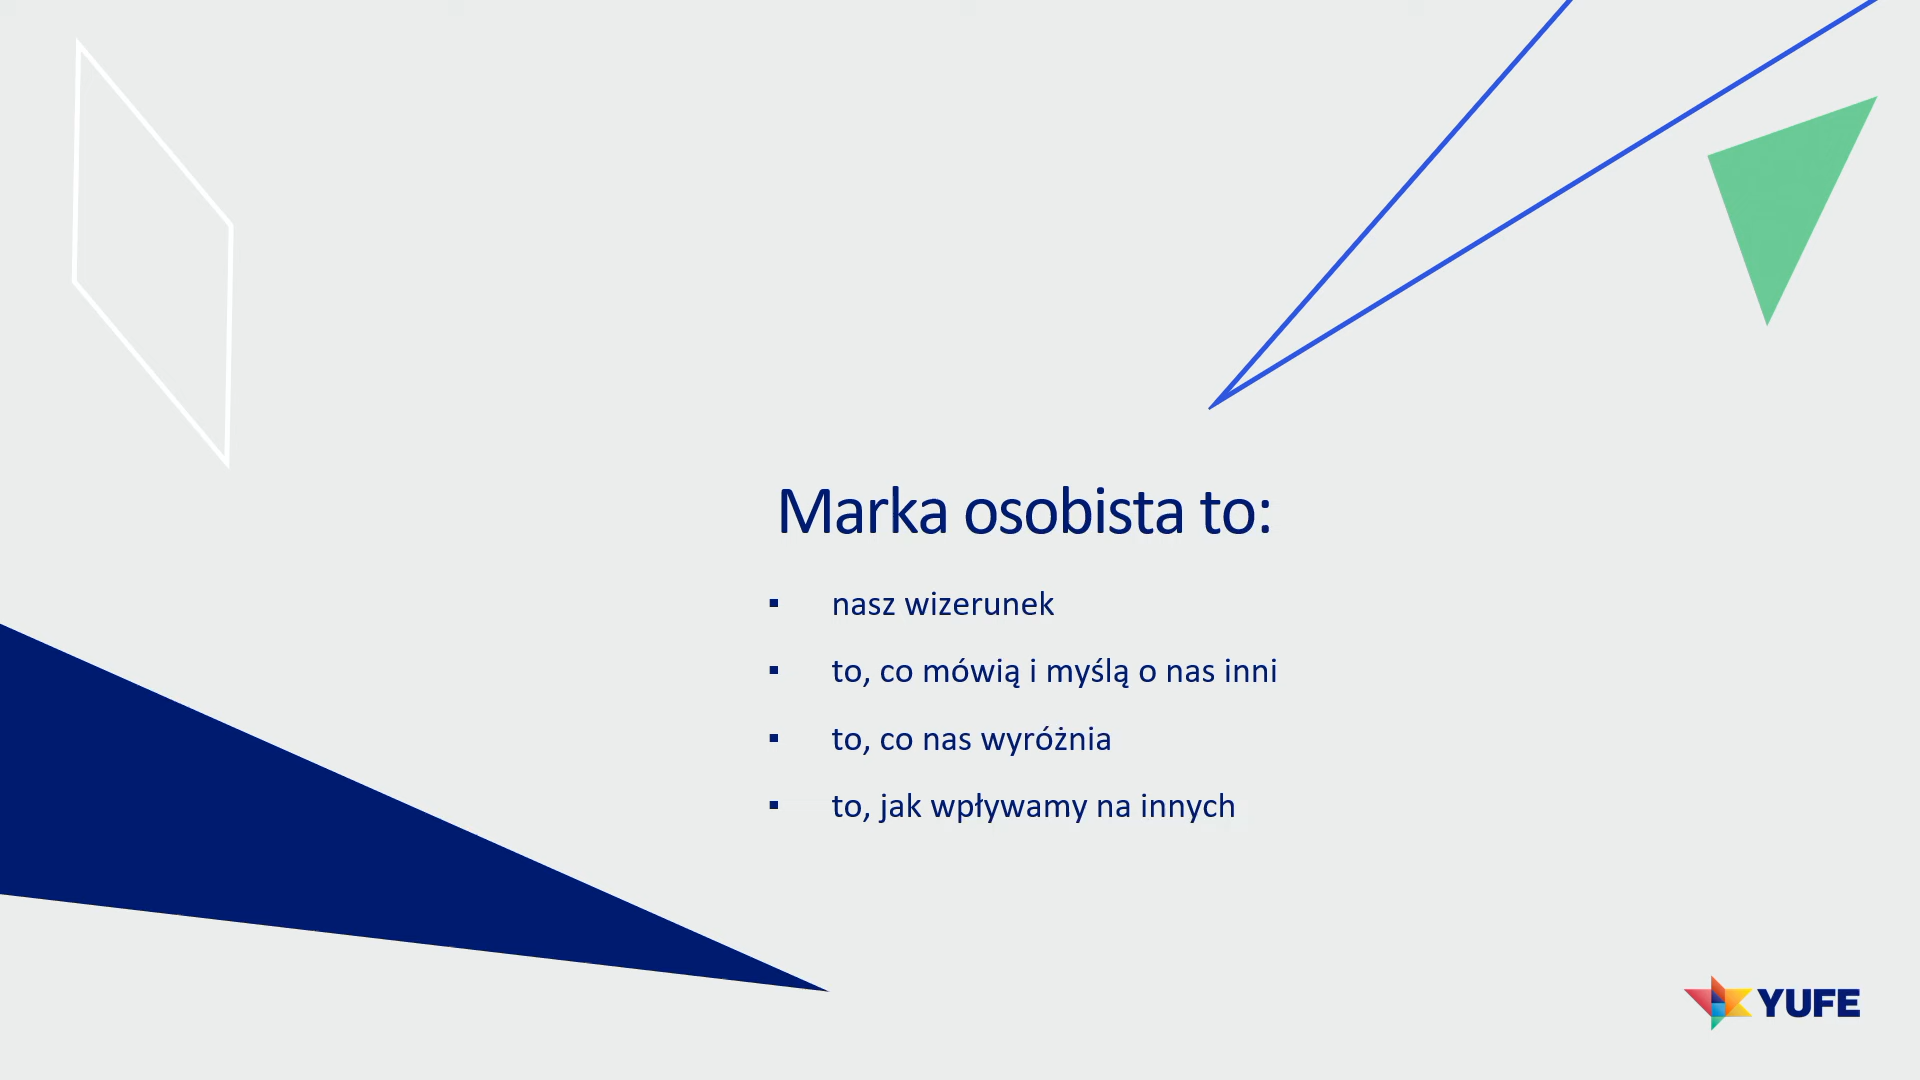 Marka osobista to:
▪ nasz wizerunek
▪ to, co mówią i myślą o nas inni
▪ to, co nas wyróżnia
▪ to, jak wpływamy na innych
YUFE